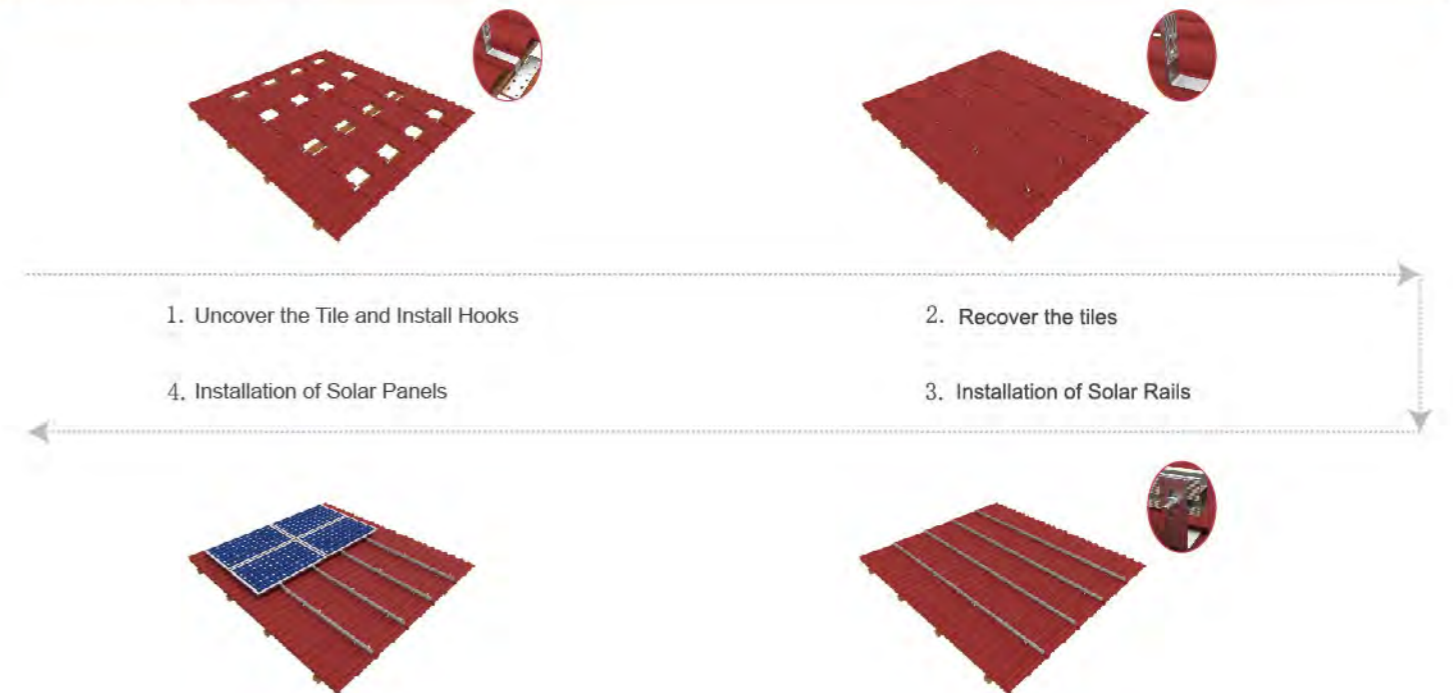 1. Uncover the Tile and Install Hooks
2. Recover the tiles
3. Installation of Solar Rails
4. Installation of Solar Panels